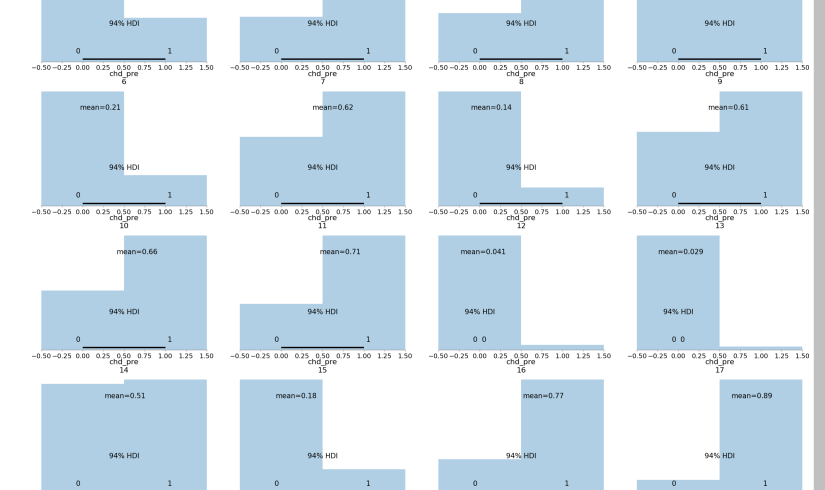 94% HDI 94% HDI 94% HDI 94% HDI
0 1 0 1 0 1 0 1
−0.50 −0.25 0.00 0.25 0.50 0.75 1.00 1.25 1.50 −0.50 −0.25 0.00 0.25 0.50 0.75 1.00 1.25 1.50 −0.50 −0.25 0.00 0.25 0.50 0.75 1.00 1.25 1.50 −0.50 −0.25 0.00 0.25 0.50 0.75 1.00 1.25 1.50
chd_pre chd_pre chd_pre chd_pre
6 7 8 9
mean=0.21 mean=0.62 mean=0.14 mean=0.61
94% HDI 94% HDI 94% HDI 94% HDI
0 1 0 1 0 1 0 1
−0.50 −0.25 0.00 0.25 0.50 0.75 1.00 1.25 1.50 −0.50 −0.25 0.00 0.25 0.50 0.75 1.00 1.25 1.50 −0.50 −0.25 0.00 0.25 0.50 0.75 1.00 1.25 1.50 −0.50 −0.25 0.00 0.25 0.50 0.75 1.00 1.25 1.50
chd_pre chd_pre chd_pre chd_pre
10 11 12 13
mean=0.66 mean=0.71 mean=0.041 mean=0.029
94% HDI 94% HDI 94% HDI 94% HDI
0 1 0 1 0 0 0 0
−0.50 −0.25 0.00 0.25 0.50 0.75 1.00 1.25 1.50 −0.50 −0.25 0.00 0.25 0.50 0.75 1.00 1.25 1.50 −0.50 −0.25 0.00 0.25 0.50 0.75 1.00 1.25 1.50 −0.50 −0.25 0.00 0.25 0.50 0.75 1.00 1.25 1.50
chd_pre chd_pre chd_pre chd_pre
14 15 16 17
mean=0.51 mean=0.18 mean=0.77 mean=0.89
94% HDI 94% HDI 94% HDI 94% HDI
0 1 0 1 0 1 0 1